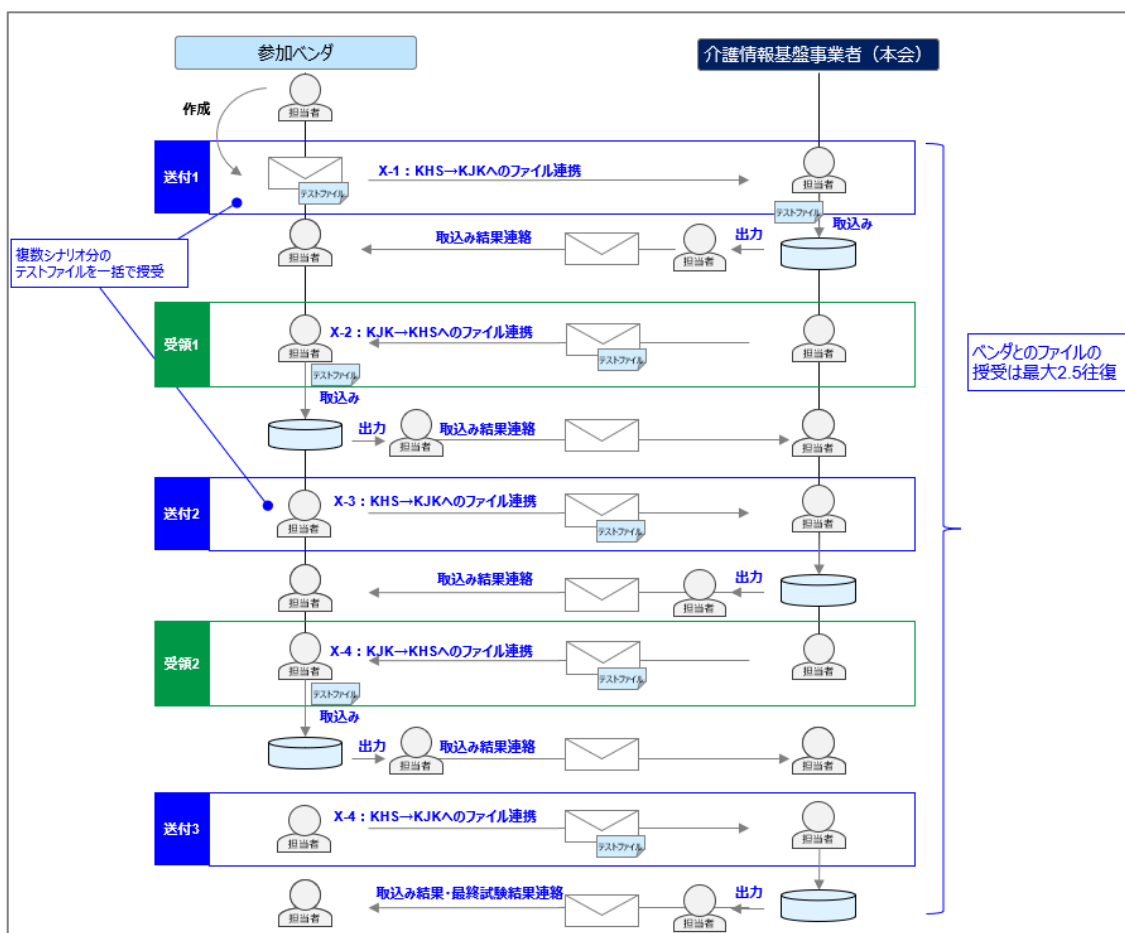 参加ベンダ
介護情報基盤事業者（本会）
担当者
作成
送付1
テストファイル
X-1：KHS→KJKへのファイル連携
担当者
テストファイル
取込み
複数シナリオ分の
テストファイルを一括で授受
担当者
取込み結果連絡
担当者
出力
受領1
担当者
X-2：KJK→KHSへのファイル連携
テストファイル
担当者
テストファイル
取込み
ベンダとのファイルの
授受は最大2.5往復
出力
担当者
取込み結果連絡
担当者
送付2
担当者
X-3：KHS→KJKへのファイル連携
テストファイル
担当者
担当者
取込み結果連絡
担当者
出力
受領2
担当者
X-4：KJK→KHSへのファイル連携
テストファイル
担当者
テストファイル
取込み
出力
担当者
取込み結果連絡
担当者
送付3
担当者
X-4：KHS→KJKへのファイル連携
テストファイル
担当者
担当者
取込み結果・最終試験結果連絡
担当者
出力